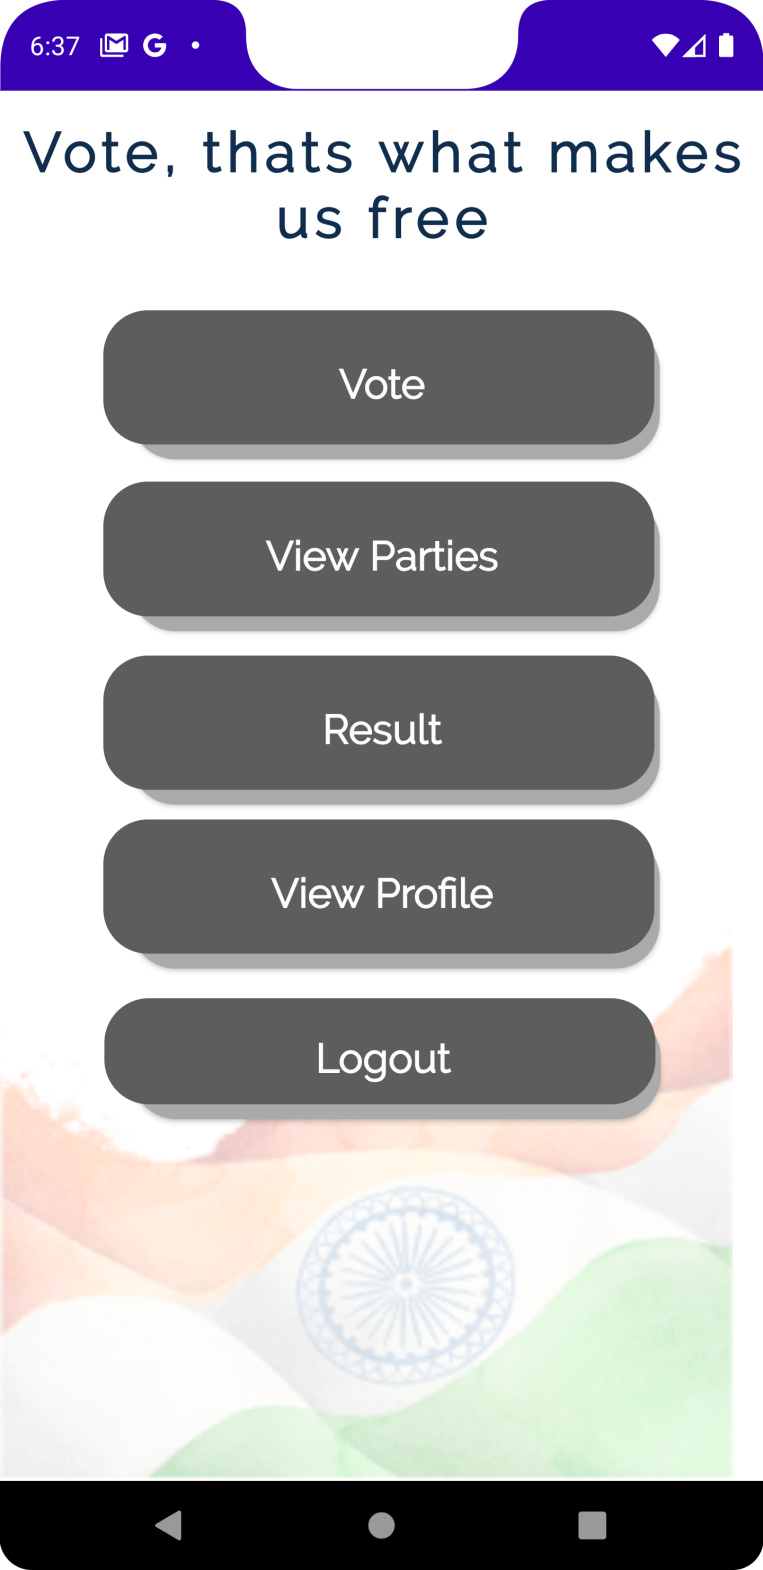 6:37
Vote, thats what makes
us free
Vote
View Parties
Result
View Profile
Logout